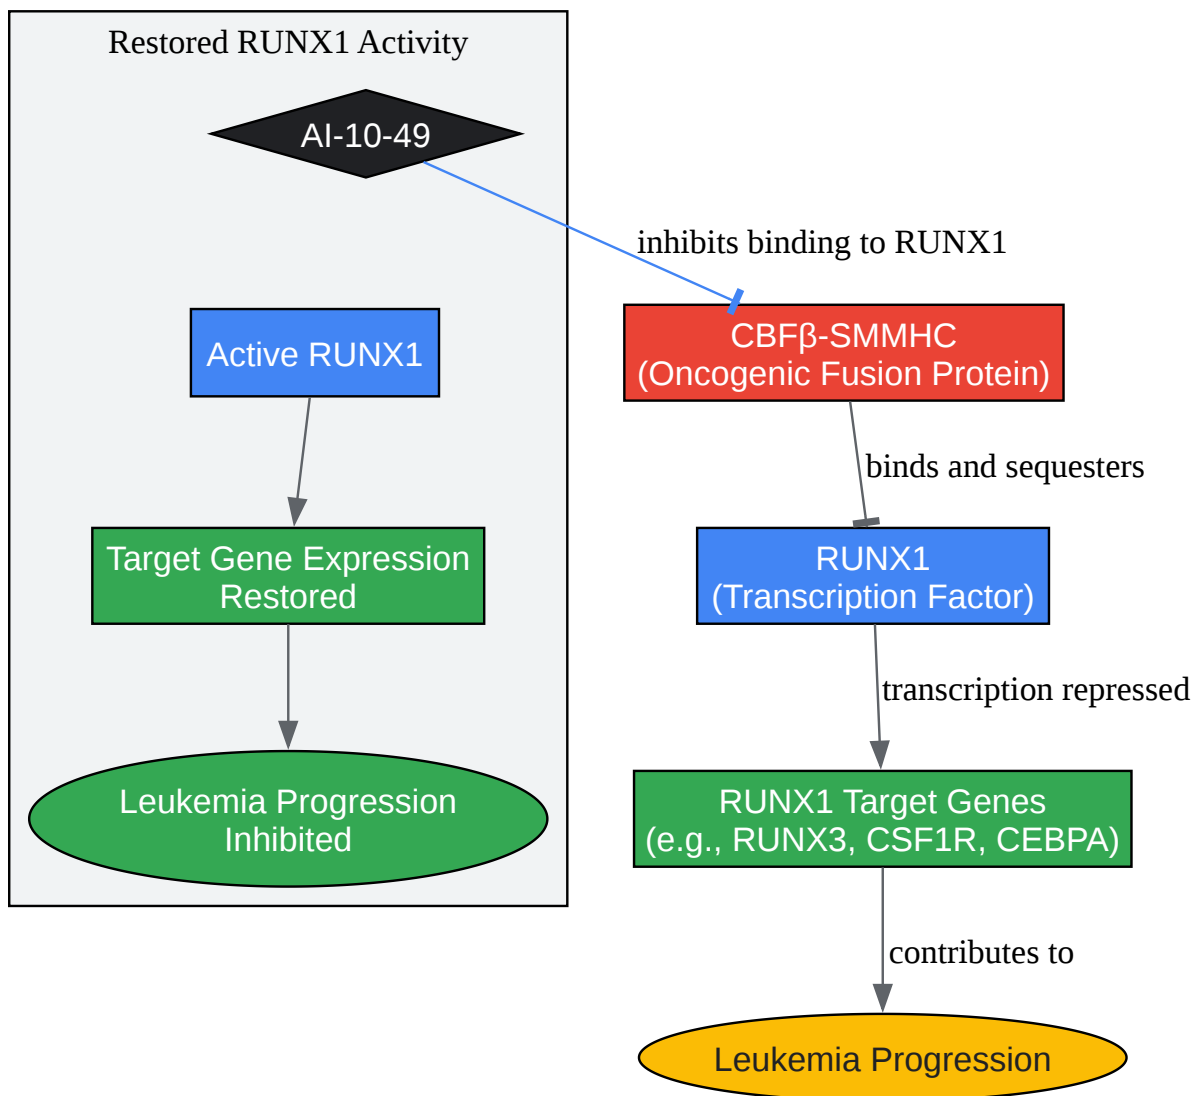 Restored RUNX1 Activity
AI-10-49
inhibits binding to RUNX1
Active RUNX1
CBFβ-SMMHC
(Oncogenic Fusion Protein)
binds and sequesters
Target Gene Expression
Restored
RUNX1
(Transcription Factor)
transcription repressed
Leukemia Progression
Inhibited
RUNX1 Target Genes
(e.g., RUNX3, CSF1R, CEBPA)
contributes to
Leukemia Progression